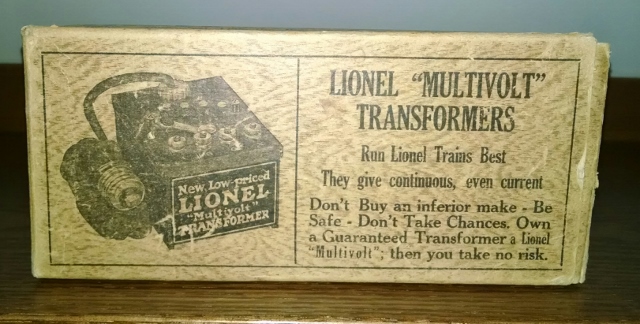 New, Low-priced
LIONEL
"Multivolt"
TRANSFORMER
LIONEL "MULTIVOLT"
TRANSFORMERS
Run Lionel Trains Best
They give continuous, even current
Don't Buy an inferior make - Be
Safe - Don't Take Chances. Own
a Guaranteed Transformer a Lionel
"Multivolt"; then you take no risk.